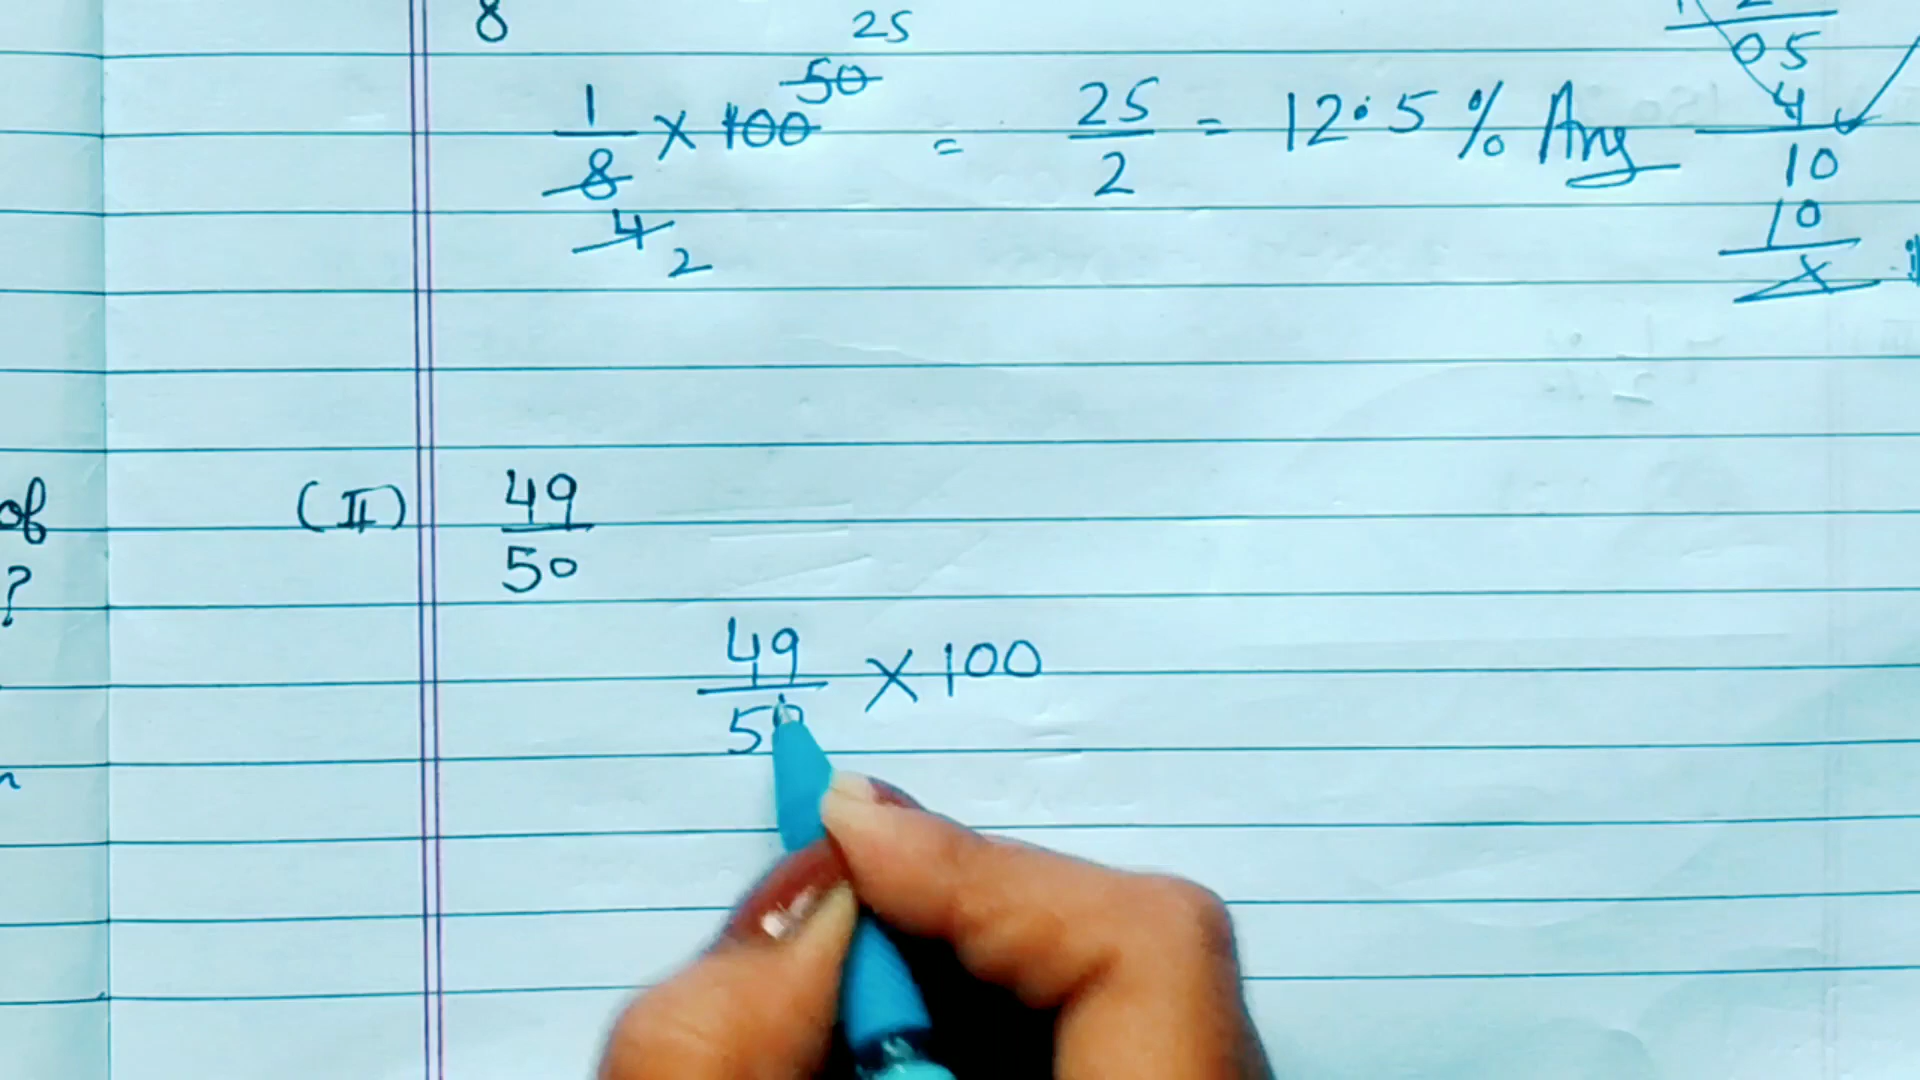 8
25
50
1/8 × 100 = 25/2 = 12.5 % Ans
4
2
05
4
10
10
×
of
?
(II) 49/50
49/50 × 100